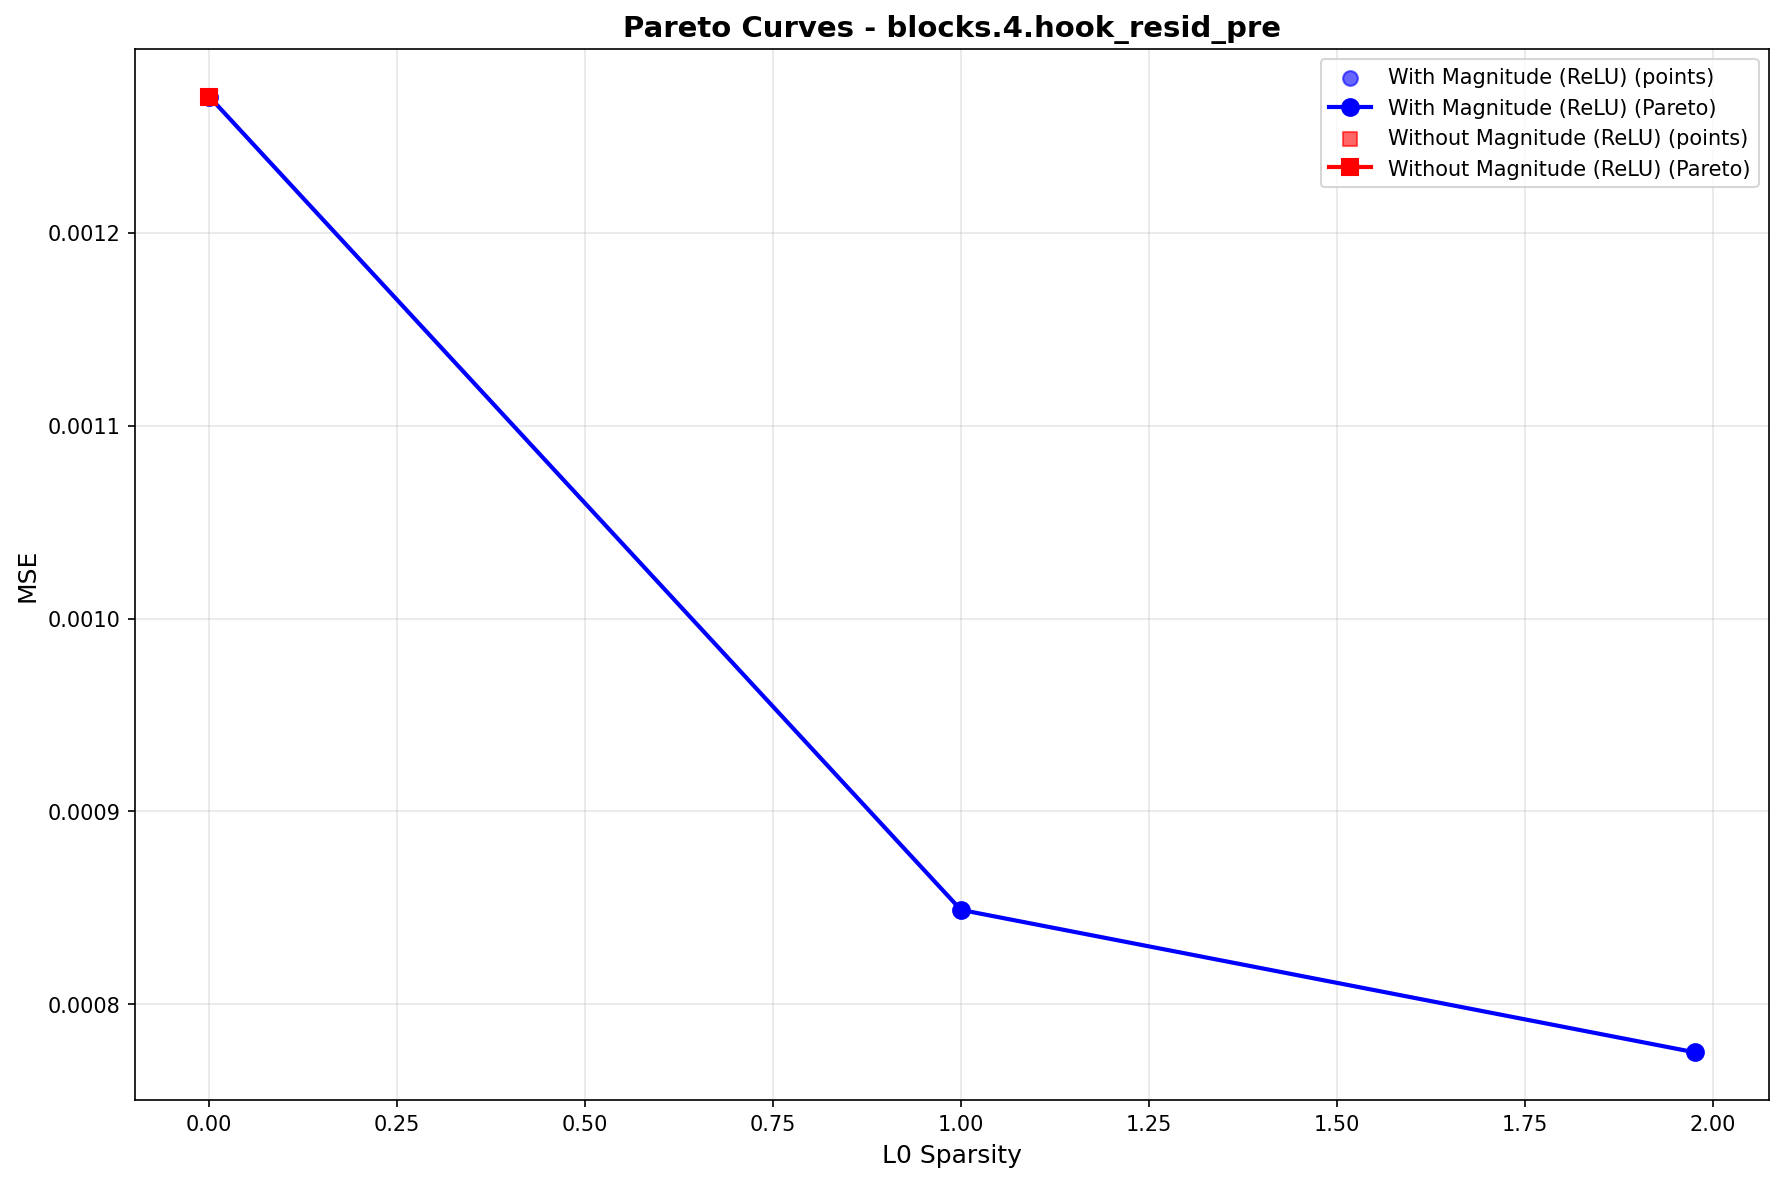 Pareto Curves - blocks.4.hook_resid_pre
With Magnitude (ReLU) (points)
With Magnitude (ReLU) (Pareto)
Without Magnitude (ReLU) (points)
Without Magnitude (ReLU) (Pareto)
MSE
0.0012
0.0011
0.0010
0.0009
0.0008
0.00 0.25 0.50 0.75 1.00 1.25 1.50 1.75 2.00
L0 Sparsity